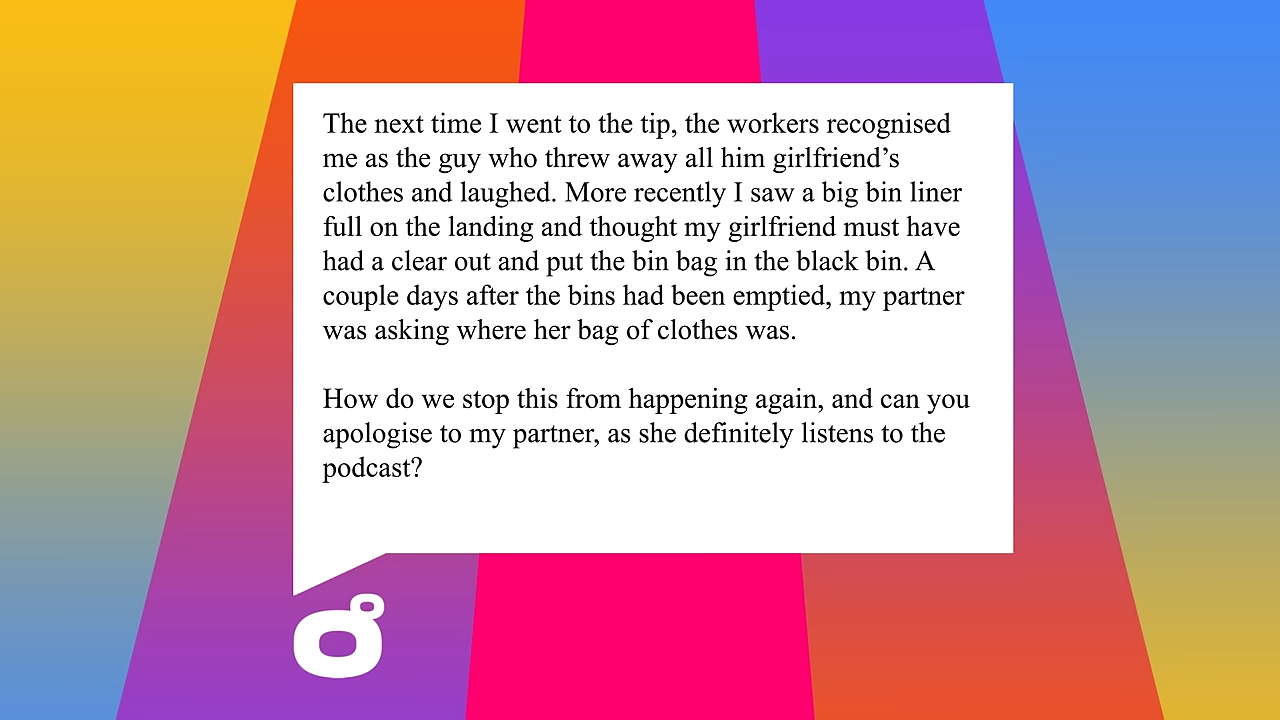 The next time I went to the tip, the workers recognised
me as the guy who threw away all him girlfriend’s
clothes and laughed. More recently I saw a big bin liner
full on the landing and thought my girlfriend must have
had a clear out and put the bin bag in the black bin. A
couple days after the bins had been emptied, my partner
was asking where her bag of clothes was.

How do we stop this from happening again, and can you
apologise to my partner, as she definitely listens to the
podcast?